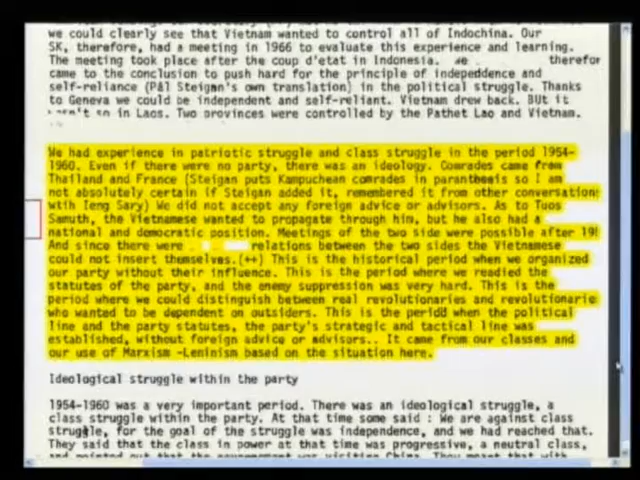 we could clearly see that Vietnam wanted to control all of Indochina. Our
SK, therefore, had a meeting in 1966 to evaluate this experience and learning.
The meeting took place after the coup d'etat in Indonesia. therefor
came to the conclusion to push hard for the principle of indepeddence and
self-reliance (Pål Steigan's own translation) in the political struggle. Thanks
to Geneva we could be independent and self-reliant. Vietnam drew back. BUt it
in Laos. Two provinces were controlled by the Pathet Lao and Vietnam.
We had experience in patriotic struggle and class struggle in the period 1954-
1960. Even if there were no party, there was an ideology. Comrades came from
Thailand and France (Steigan puts Kampuchean comrades in paranthesis so I am
not absolutely certain if Steigan added it, remembered it from other conversation
wtih Ieng Sary) We did not accept any foreign advice or advisors. As to Tuos
Samuth, the Vietnamese wanted to propagate through him, but he also had a
national and democratic position. Meetings of the two side were possible after 19
And since there were relations between the two sides the Vietnamese
could not insert themselves.(++) This is the historical period when we organized
our party without their influence. This is the period where we readied the
statutes of the party, and the enemy suppression was very hard. This is the
period where we could distinguish between real revolutionaries and revolutionarie
who wanted to be dependent on outsiders. This is the period when the political
line and the party statutes, the party's strategic and tactical line was
established, without foreign advice or advisors.. It came from our classes and
our use of Marxism -Leninism based on the situation here.
Ideological struggle within the party
1954-1960 was a very important period. There was an ideological struggle, a
class struggle within the party. At that time some said : We are against class
struggle, for the goal of the struggle was independence, and we had reached that.
They said that the class in power at that time was progressive, a neutral class,